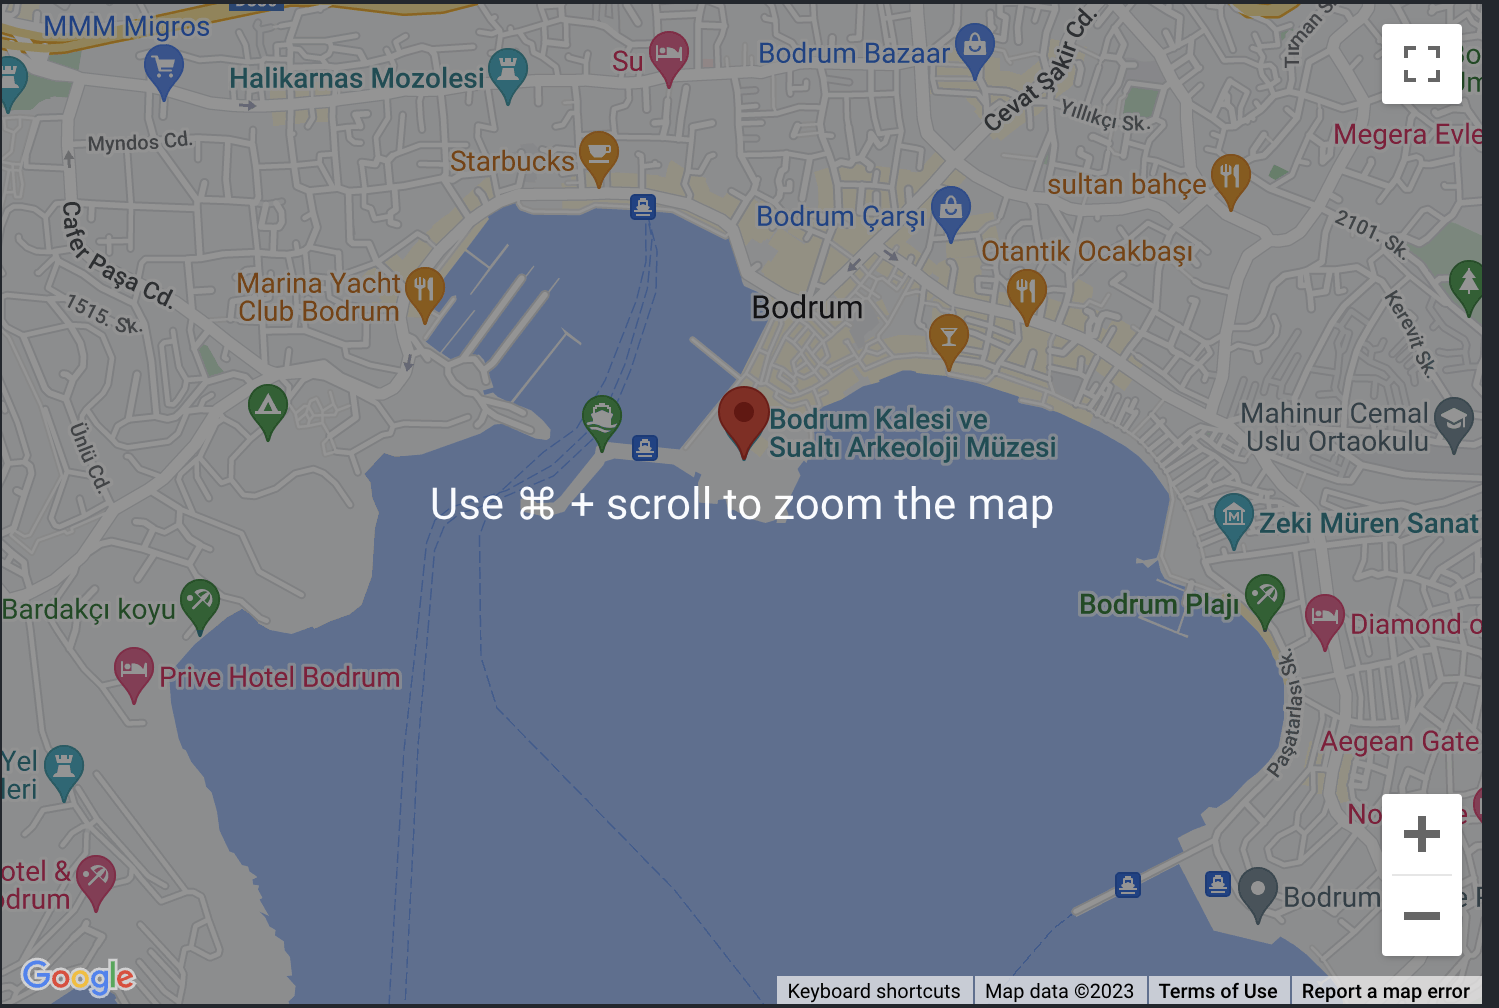 MMM Migros
Halikarnas Mozolesi
Su
Bodrum Bazaar
Cevat Şakir Cd.
Yıllıkçı Sk.
Megera Evle
Myndos Cd.
Starbucks
sultan bahçe
Bodrum Çarşı
2101. Sk.
Otantik Ocakbaşı
Cafer Paşa Cd.
1515. Sk.
Marina Yacht
Club Bodrum
Bodrum
Kerevit Sk.
Ünlü Cd.
Bodrum Kalesi ve
Sualtı Arkeoloji Müzesi
Mahinur Cemal
Uslu Ortaokulu
Use ⌘ + scroll to zoom the map
Zeki Müren Sanat
Bardakçı koyu
Bodrum Plajı
Diamond o
Prive Hotel Bodrum
Paşatarlası Sk.
Aegean Gate
Yel
leri
No
e
otel &
odrum
Bodrum
e
Google
Keyboard shortcuts
Map data ©2023
Terms of Use
Report a map error